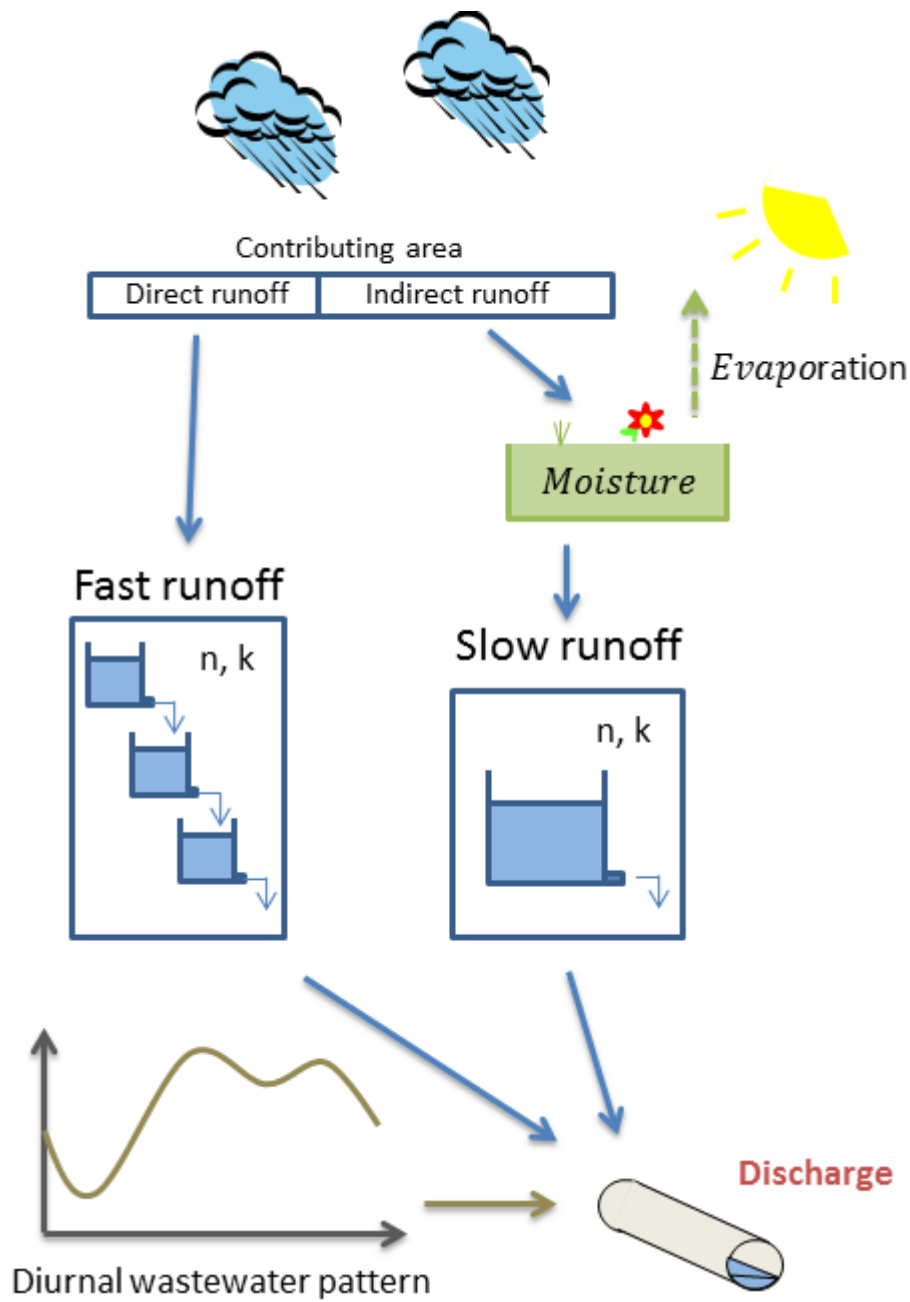 Contributing area
Direct runoff
Indirect runoff
Evaporation
Moisture
Fast runoff
n, k
Slow runoff
n, k
Discharge
Diurnal wastewater pattern